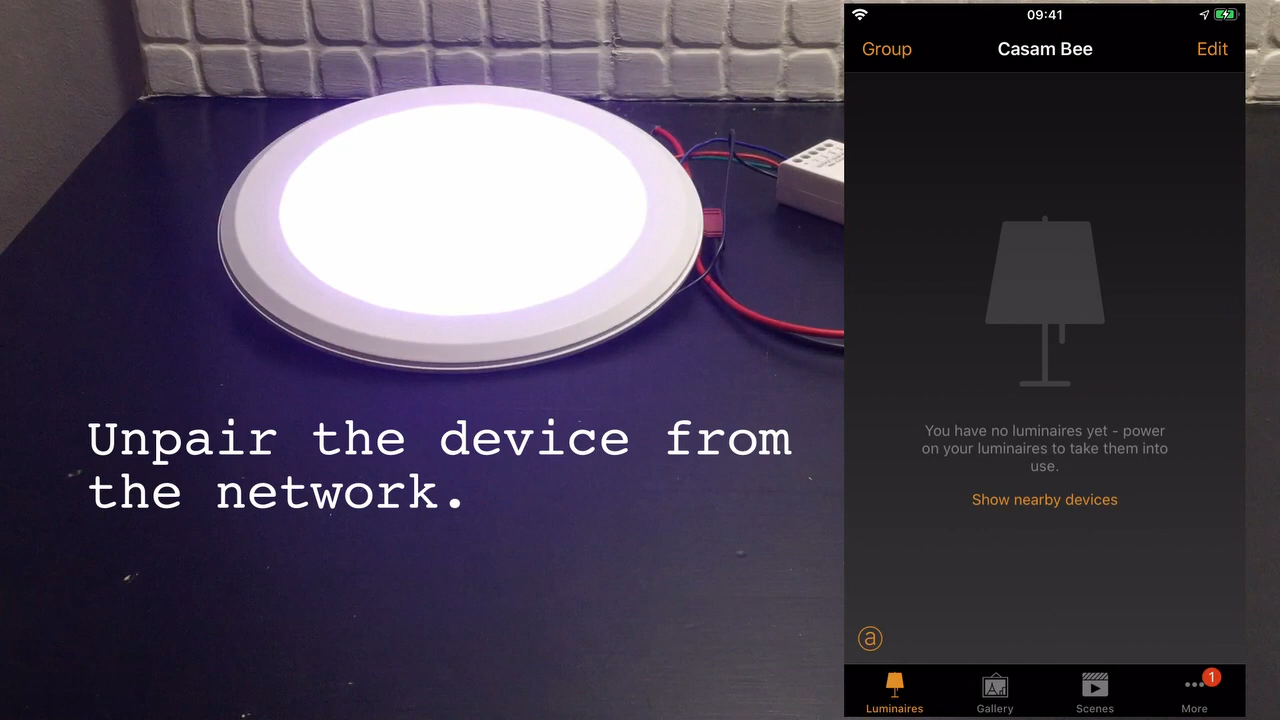 09:41
Group Casam Bee Edit
Unpair the device from
the network.
You have no luminaires yet - power
on your luminaires to take them into
use.
Show nearby devices
a
1
Luminaires Gallery Scenes More